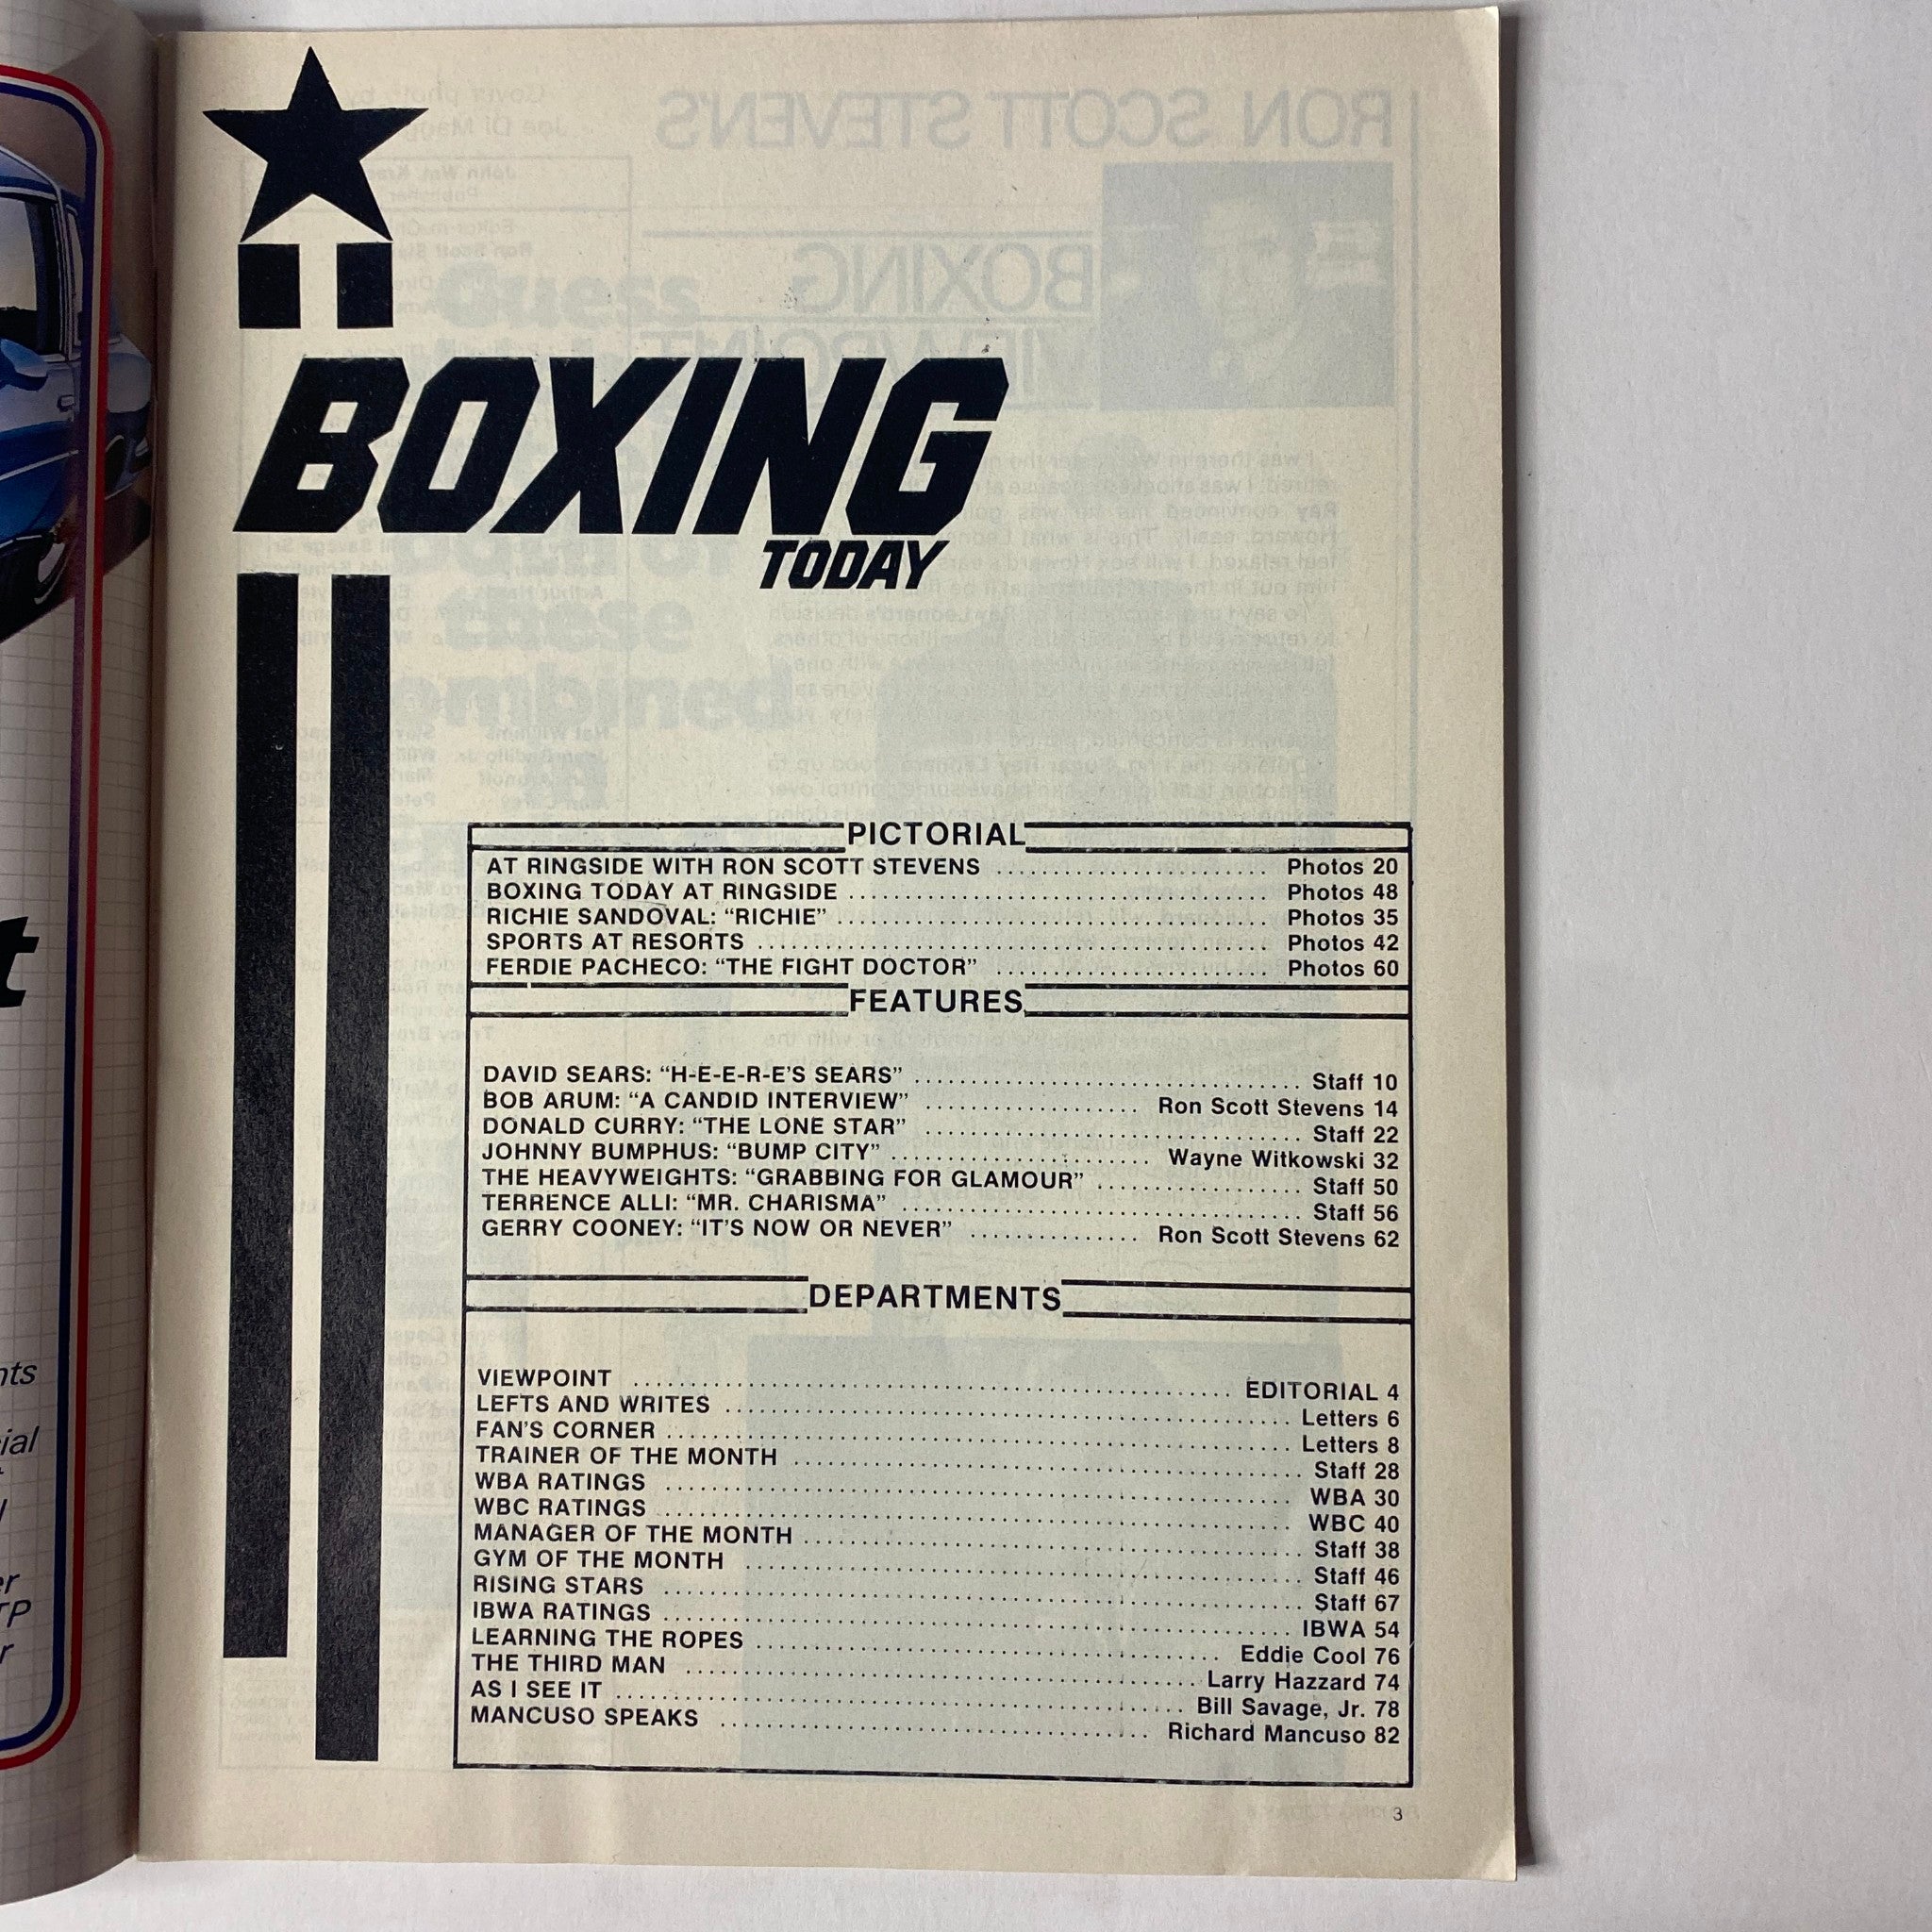 BOXING
TODAY
PICTORIAL
AT RINGSIDE WITH RON SCOTT STEVENS ........ Photos 20
BOXING TODAY AT RINGSIDE ........ Photos 48
RICHIE SANDOVAL: “RICHIE” ........ Photos 35
SPORTS AT RESORTS ........ Photos 42
FERDIE PACHECO: “THE FIGHT DOCTOR” ........ Photos 60
FEATURES
DAVID SEARS: “H-E-E-R-E’S SEARS” ........ Staff 10
BOB ARUM: “A CANDID INTERVIEW” ........ Ron Scott Stevens 14
DONALD CURRY: “THE LONE STAR” ........ Staff 22
JOHNNY BUMPHUS: “BUMP CITY” ........ Wayne Witkowski 32
THE HEAVYWEIGHTS: “GRABBING FOR GLAMOUR” ........ Staff 50
TERRENCE ALLI: “MR. CHARISMA” ........ Staff 56
GERRY COONEY: “IT’S NOW OR NEVER” ........ Ron Scott Stevens 62
DEPARTMENTS
VIEWPOINT ........ EDITORIAL 4
LEFTS AND WRITES ........ Letters 6
FAN’S CORNER ........ Letters 8
TRAINER OF THE MONTH ........ Staff 28
WBA RATINGS ........ WBA 30
WBC RATINGS ........ WBC 40
MANAGER OF THE MONTH ........ Staff 38
GYM OF THE MONTH ........ Staff 46
RISING STARS ........ Staff 67
IBWA RATINGS ........ IBWA 54
LEARNING THE ROPES ........ Eddie Cool 76
THE THIRD MAN ........ Larry Hazzard 74
AS I SEE IT ........ Bill Savage, Jr. 78
MANCUSO SPEAKS ........ Richard Mancuso 82
3